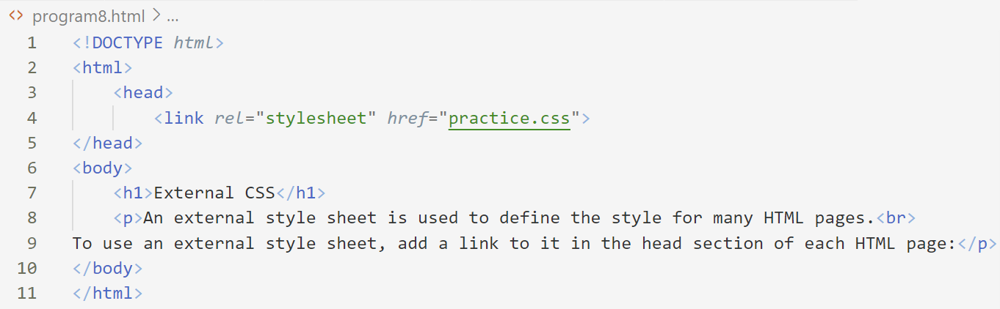 <> program8.html > ...
1 <!DOCTYPE html>
2 <html>
3     <head>
4         <link rel="stylesheet" href="practice.css">
5 </head>
6 <body>
7     <h1>External CSS</h1>
8     <p>An external style sheet is used to define the style for many HTML pages.<br>
9 To use an external style sheet, add a link to it in the head section of each HTML page:</p>
10 </body>
11 </html>